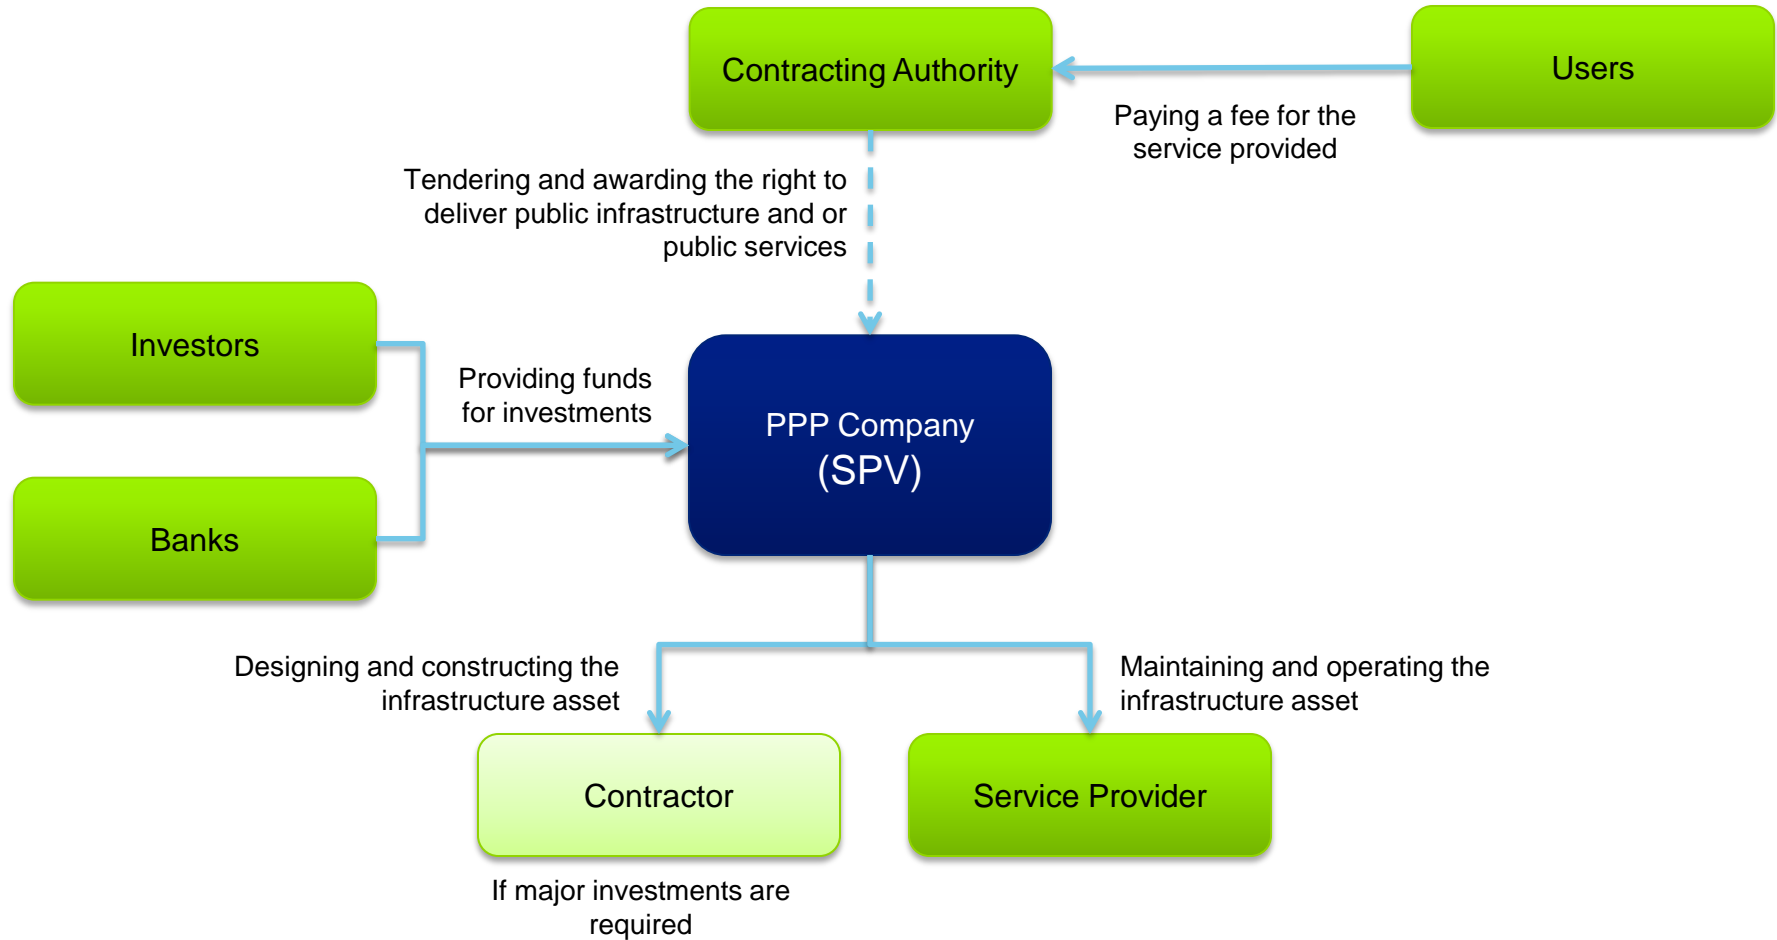 Contracting Authority
Users
Paying a fee for the
service provided
Tendering and awarding the right to
deliver public infrastructure and or
public services
Investors
Providing funds
for investments
PPP Company
(SPV)
Banks
Designing and constructing the
infrastructure asset
Maintaining and operating the
infrastructure asset
Contractor
Service Provider
If major investments are
required